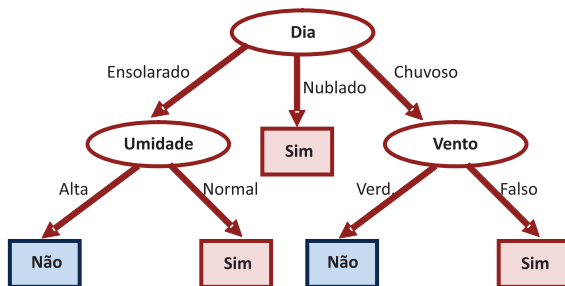 Dia
Ensolarado
Nublado
Chuvoso
Umidade
Sim
Vento
Alta
Normal
Verd.
Falso
Não
Sim
Não
Sim